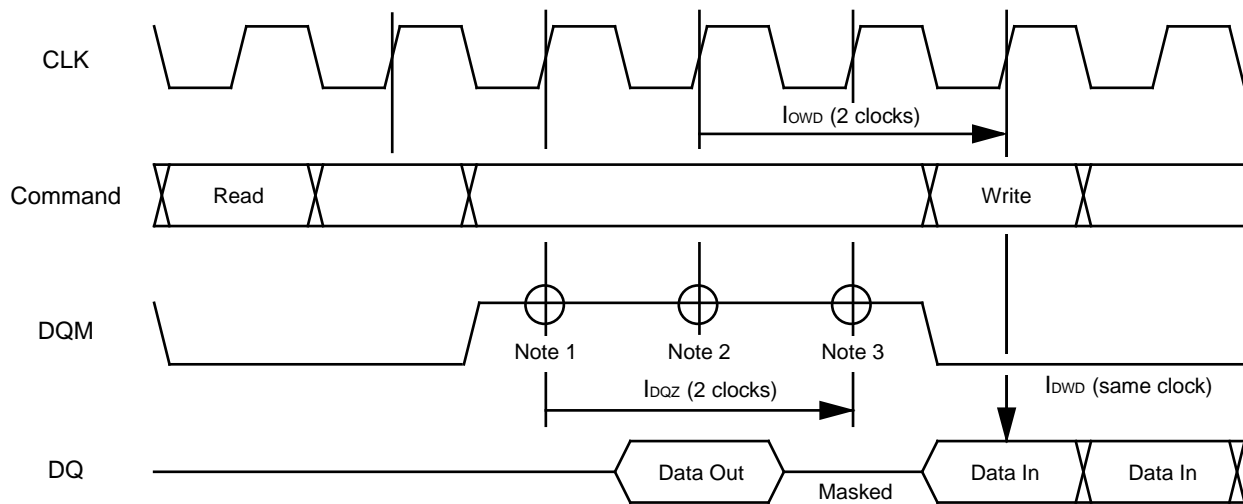 CLK
IOWD (2 clocks)
Command
Read
Write
DQM
Note 1
Note 2
Note 3
IDQZ (2 clocks)
IDWD (same clock)
DQ
Data Out
Masked
Data In
Data In